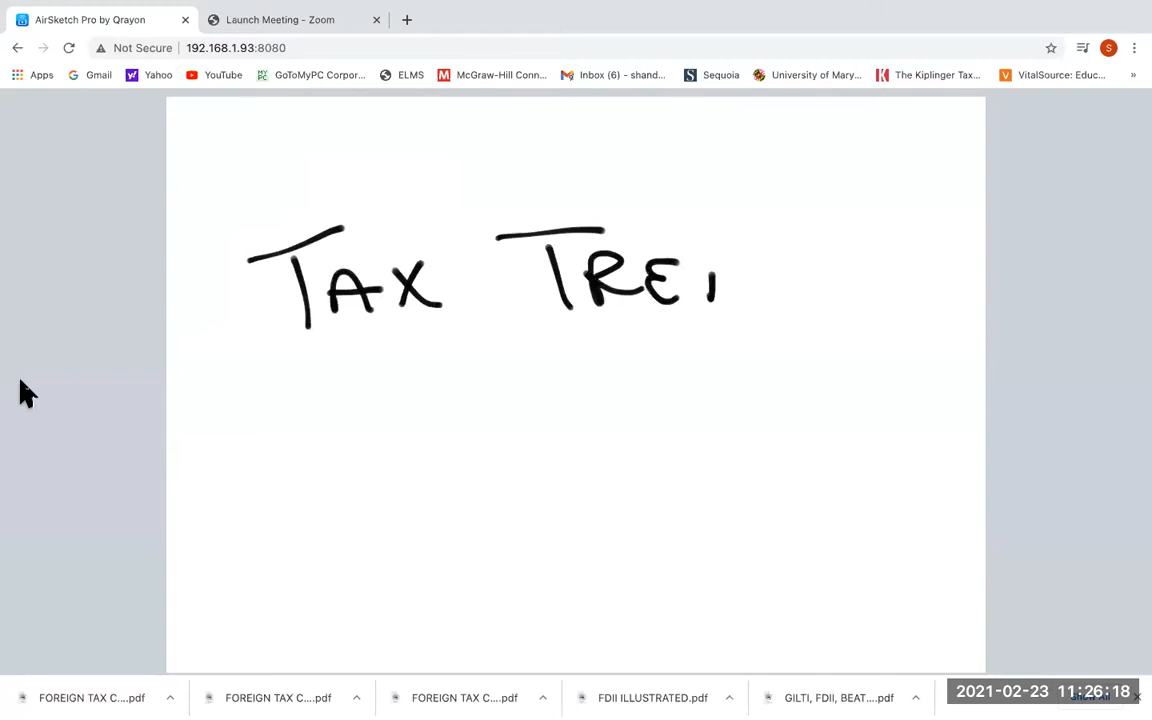 AirSketch Pro by Qrayon
Launch Meeting - Zoom
Not Secure 192.168.1.93:8080
Apps Gmail Yahoo YouTube GoToMyPC Corpor... ELMS McGraw-Hill Conn... Inbox (6) - shand... Sequoia University of Mary... The Kiplinger Tax... VitalSource: Educ... »
TAX TRE
FOREIGN TAX C....pdf FOREIGN TAX C....pdf FOREIGN TAX C....pdf FDII ILLUSTRATED.pdf GILTI, FDII, BEAT....pdf
2021-02-23 11:26:18